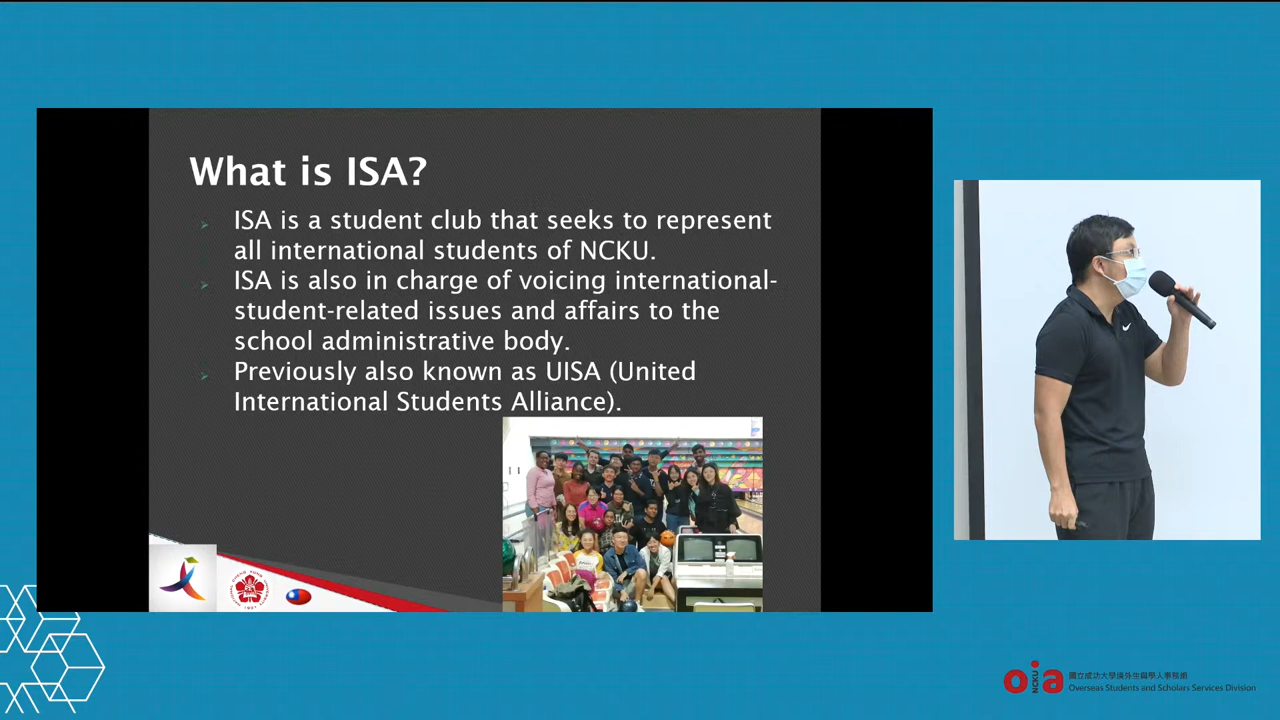 What is ISA?
ISA is a student club that seeks to represent
all international students of NCKU.
ISA is also in charge of voicing international-
student-related issues and affairs to the
school administrative body.
Previously also known as UISA (United
International Students Alliance).
NCKU
oia
國立成功大學境外生與學人事務組
Overseas Students and Scholars Services Division